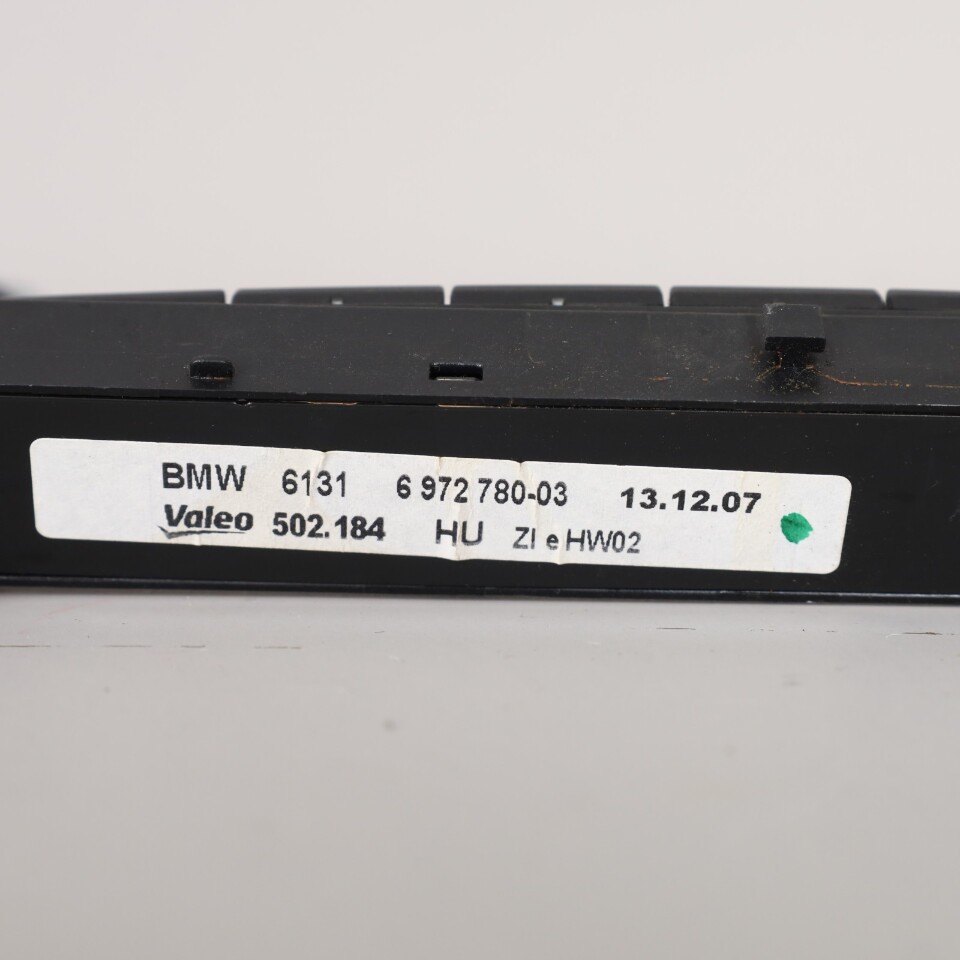 BMW 6131 6 972 780-03 13.12.07
Valeo 502.184 HU ZI e HW02